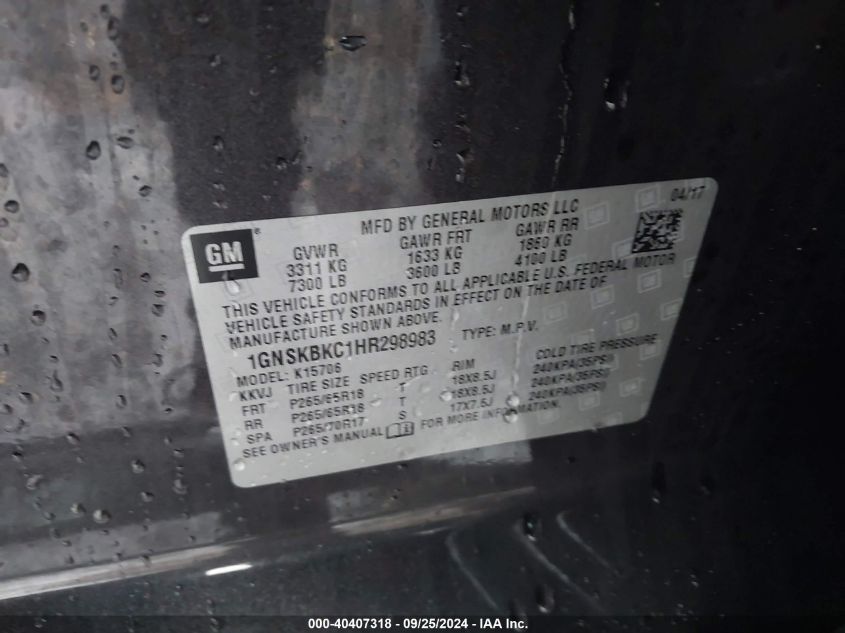 GM®
MFD BY GENERAL MOTORS LLC
04/17
GVWR GAWR FRT GAWR RR
3311 KG 1633 KG 1860 KG
7300 LB 3600 LB 4100 LB
THIS VEHICLE CONFORMS TO ALL APPLICABLE U.S. FEDERAL MOTOR
VEHICLE SAFETY STANDARDS IN EFFECT ON THE DATE OF
MANUFACTURE SHOWN ABOVE.
1GNSKBKC1HR298983 TYPE: M.P.V.
MODEL: K15706
KKVJ TIRE SIZE SPEED RTG RIM COLD TIRE PRESSURE
FRT P265/65R18 T 18X8.5J 240KPA(35PSI)
RR P265/65R18 T 18X8.5J 240KPA(35PSI)
SPA P265/70R17 S 17X7.5J 240KPA(35PSI)
SEE OWNER'S MANUAL FOR MORE INFORMATION.
000-40407318 - 09/25/2024 - IAA Inc.